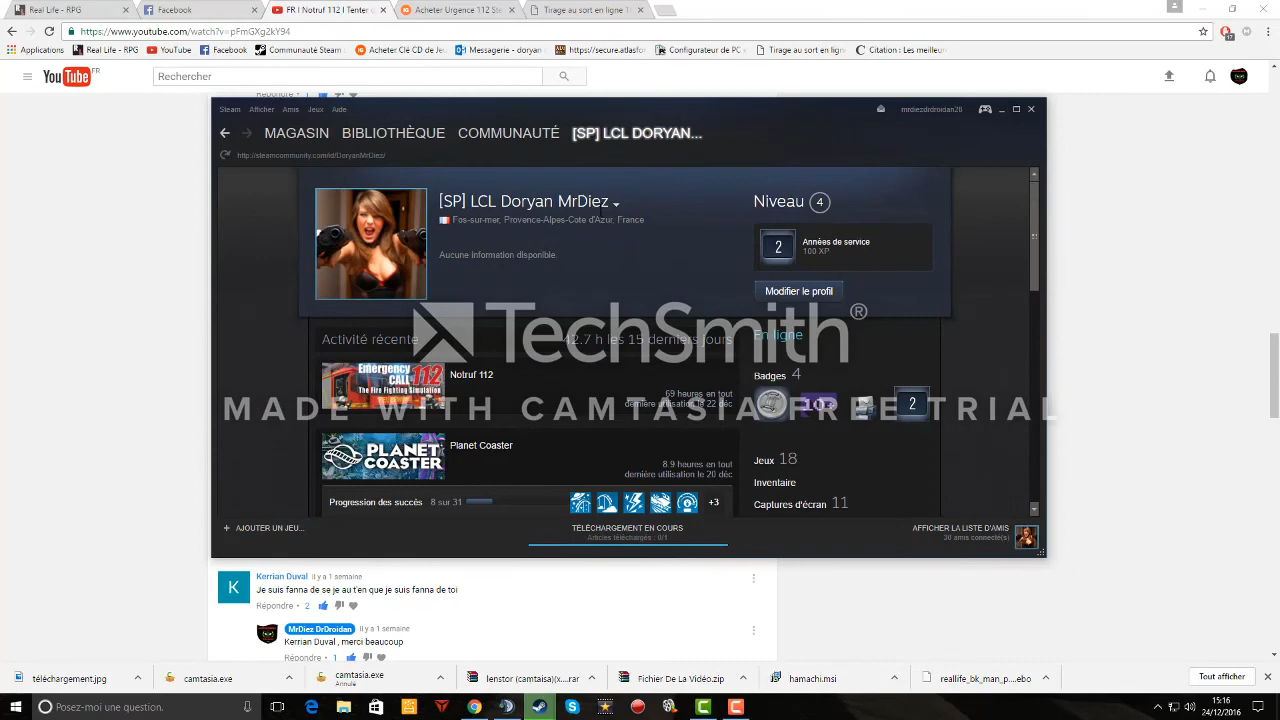 Real Life - RPG
Facebook
FR l Notruf 112 l Tenter
Acheter Urgence 112 Ste
Tirage au sort en ligne TI
https://www.youtube.com/watch?v=pFmGXg2kY94
Applications
Real Life - RPG
YouTube
Facebook
Communauté Steam
Acheter Clé CD de Je
Messagerie - doryan
https://secure.atlasfor
Configurateur de PC
Tirage au sort en lign
Citation : Les meilleu
YouTube FR
Rechercher
Répondre • 1
Steam Afficher Amis Jeux Aide
mrdiezdrdroidan26
MAGASIN BIBLIOTHÈQUE COMMUNAUTÉ [SP] LCL DORYAN...
http://steamcommunity.com/id/DoryanMrDiez/
[SP] LCL Doryan MrDiez
Niveau 4
Fos-sur-mer, Provence-Alpes-Cote d'Azur, France
2
Années de service
100 XP
Aucune information disponible.
Modifier le profil
TechSmith®
Activité récente
42.7 h les 15 derniers jours
En ligne
EMERGENCY CALL 112
The Fire Fighting Simulation
Notruf 112
69 heures en tout
dernière utilisation le 22 déc
Badges 4
10
2
MADE WITH CAMTASIA FREE TRIAL
PLANET COASTER
Planet Coaster
8.9 heures en tout
dernière utilisation le 20 déc
Jeux 18
Inventaire
Progression des succès 8 sur 31
+3
Captures d'écran 11
+ AJOUTER UN JEU...
TÉLÉCHARGEMENT EN COURS
Articles téléchargés : 0/1
AFFICHER LA LISTE D'AMIS
30 amis connecté(s)
K
Kerrian Duval il y a 1 semaine
Je suis fanna de se je au t'en que je suis fanna de toi
Répondre • 2
MrDiez DrDroidan il y a 1 semaine
Kerrian Duval , merci beaucoup
Répondre • 1
téléchargement.jpg
camtasia.exe
camtasia.exe
Annulé
lenstor (camtaisa)(x....rar
Fichier De La Vidéo.zip
hamachi.msi
reallife_bk_man_p....ebo
Tout afficher
Posez-moi une question.
15:16
24/12/2016